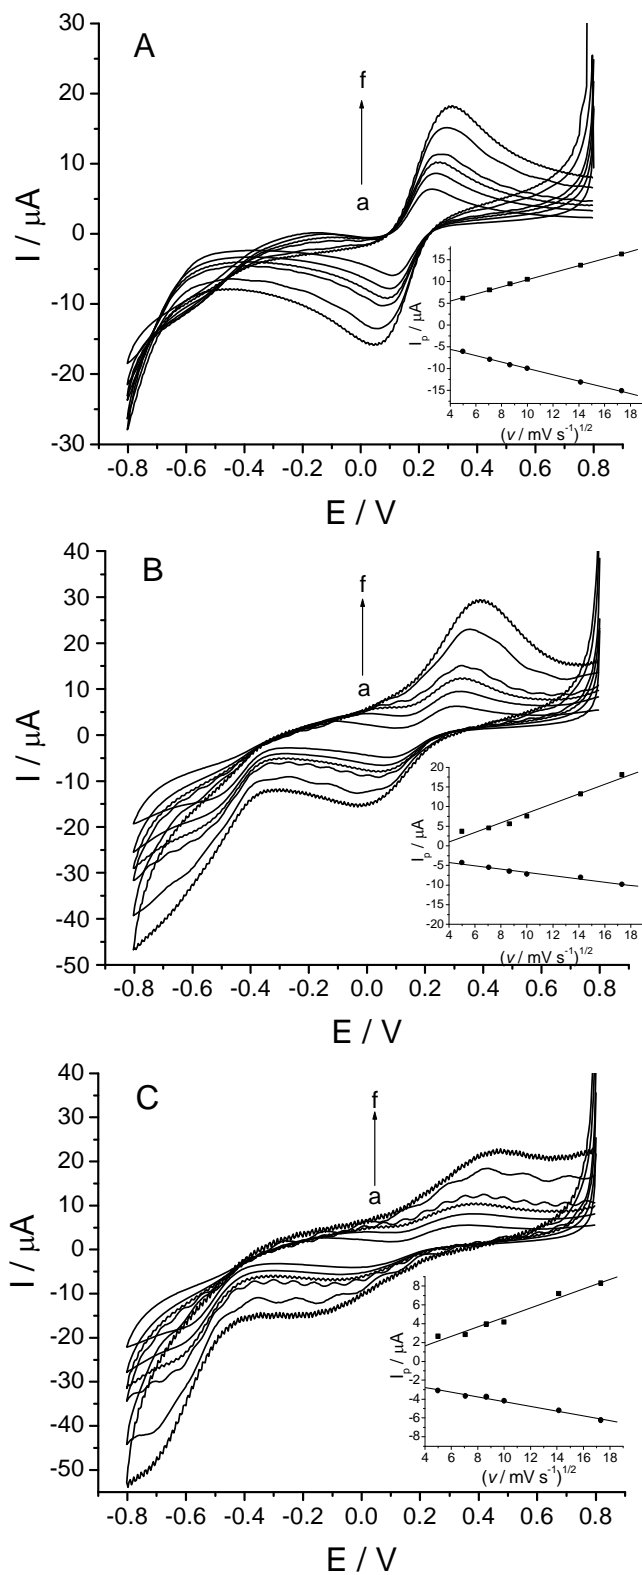 A
f
a
I / μA
30
20
10
0
-10
-20
-30
-0.8 -0.6 -0.4 -0.2 0.0 0.2 0.4 0.6 0.8
E / V
I_p / μA
15
10
5
0
-5
-10
-15
4 6 8 10 12 14 16 18
(v / mV s⁻¹)^1/2
B
f
a
I / μA
40
30
20
10
0
-10
-20
-30
-40
-50
-0.8 -0.6 -0.4 -0.2 0.0 0.2 0.4 0.6 0.8
E / V
I_p / μA
20
15
10
5
0
-5
-10
-15
-20
4 6 8 10 12 14 16 18
(v / mV s⁻¹)^1/2
C
f
a
I / μA
40
30
20
10
0
-10
-20
-30
-40
-50
-0.8 -0.6 -0.4 -0.2 0.0 0.2 0.4 0.6 0.8
E / V
I_p / μA
8
6
4
2
0
-2
-4
-6
-8
4 6 8 10 12 14 16 18
(v / mV s⁻¹)^1/2